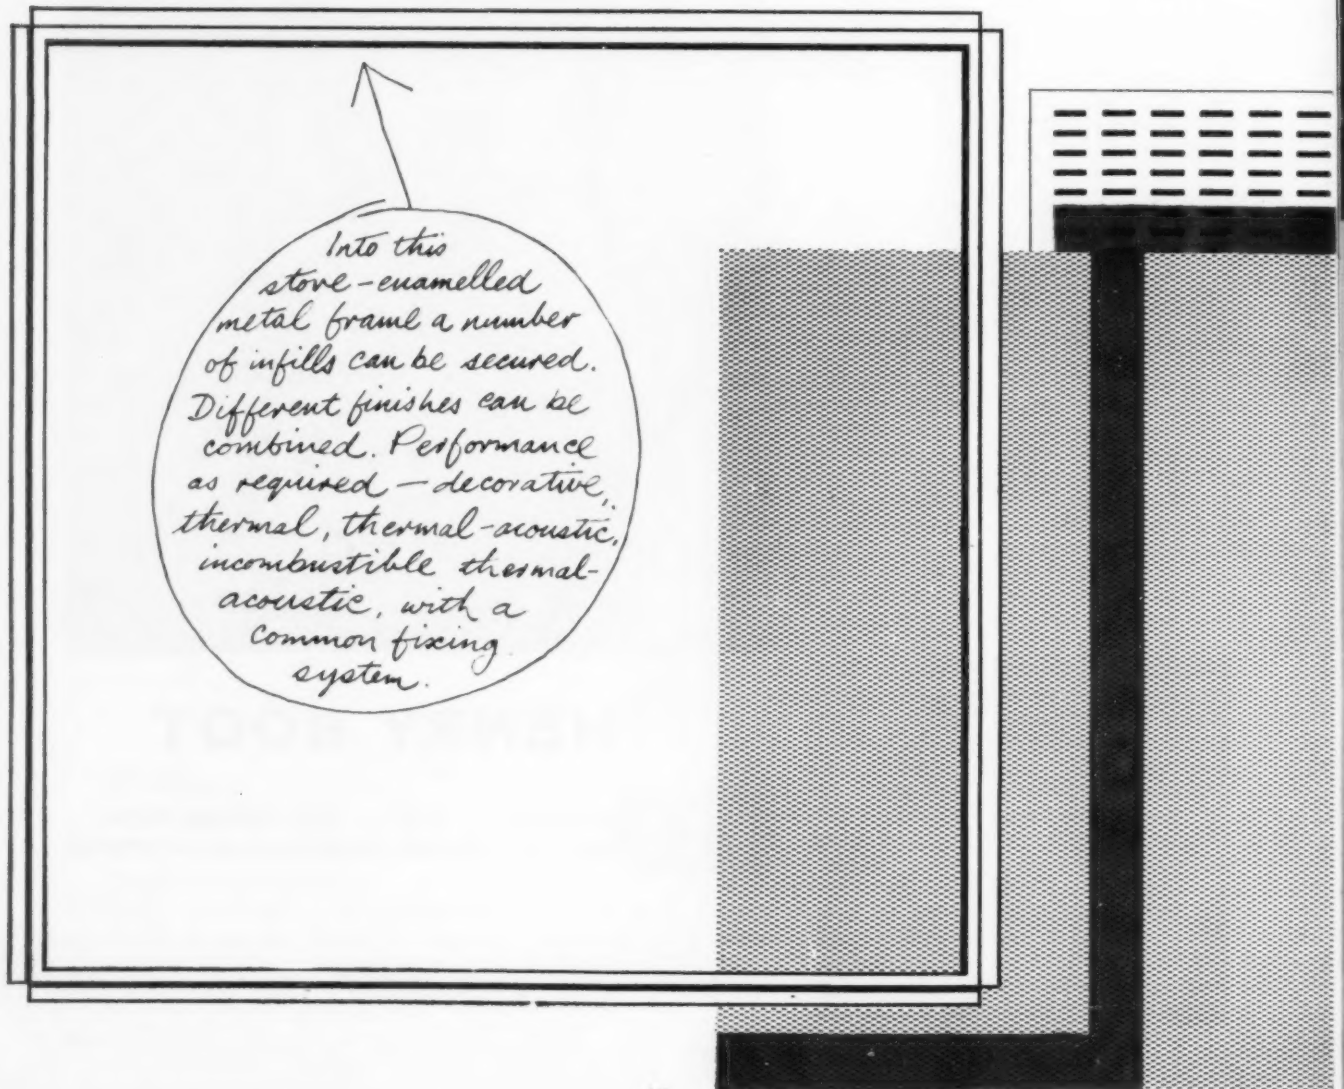 Into this
stove-enamelled
metal frame a number
of infills can be secured.
Different finishes can be
combined. Performance
as required — decorative,
thermal, thermal-acoustic,
incombustible thermal-
acoustic, with a
common fixing
system.